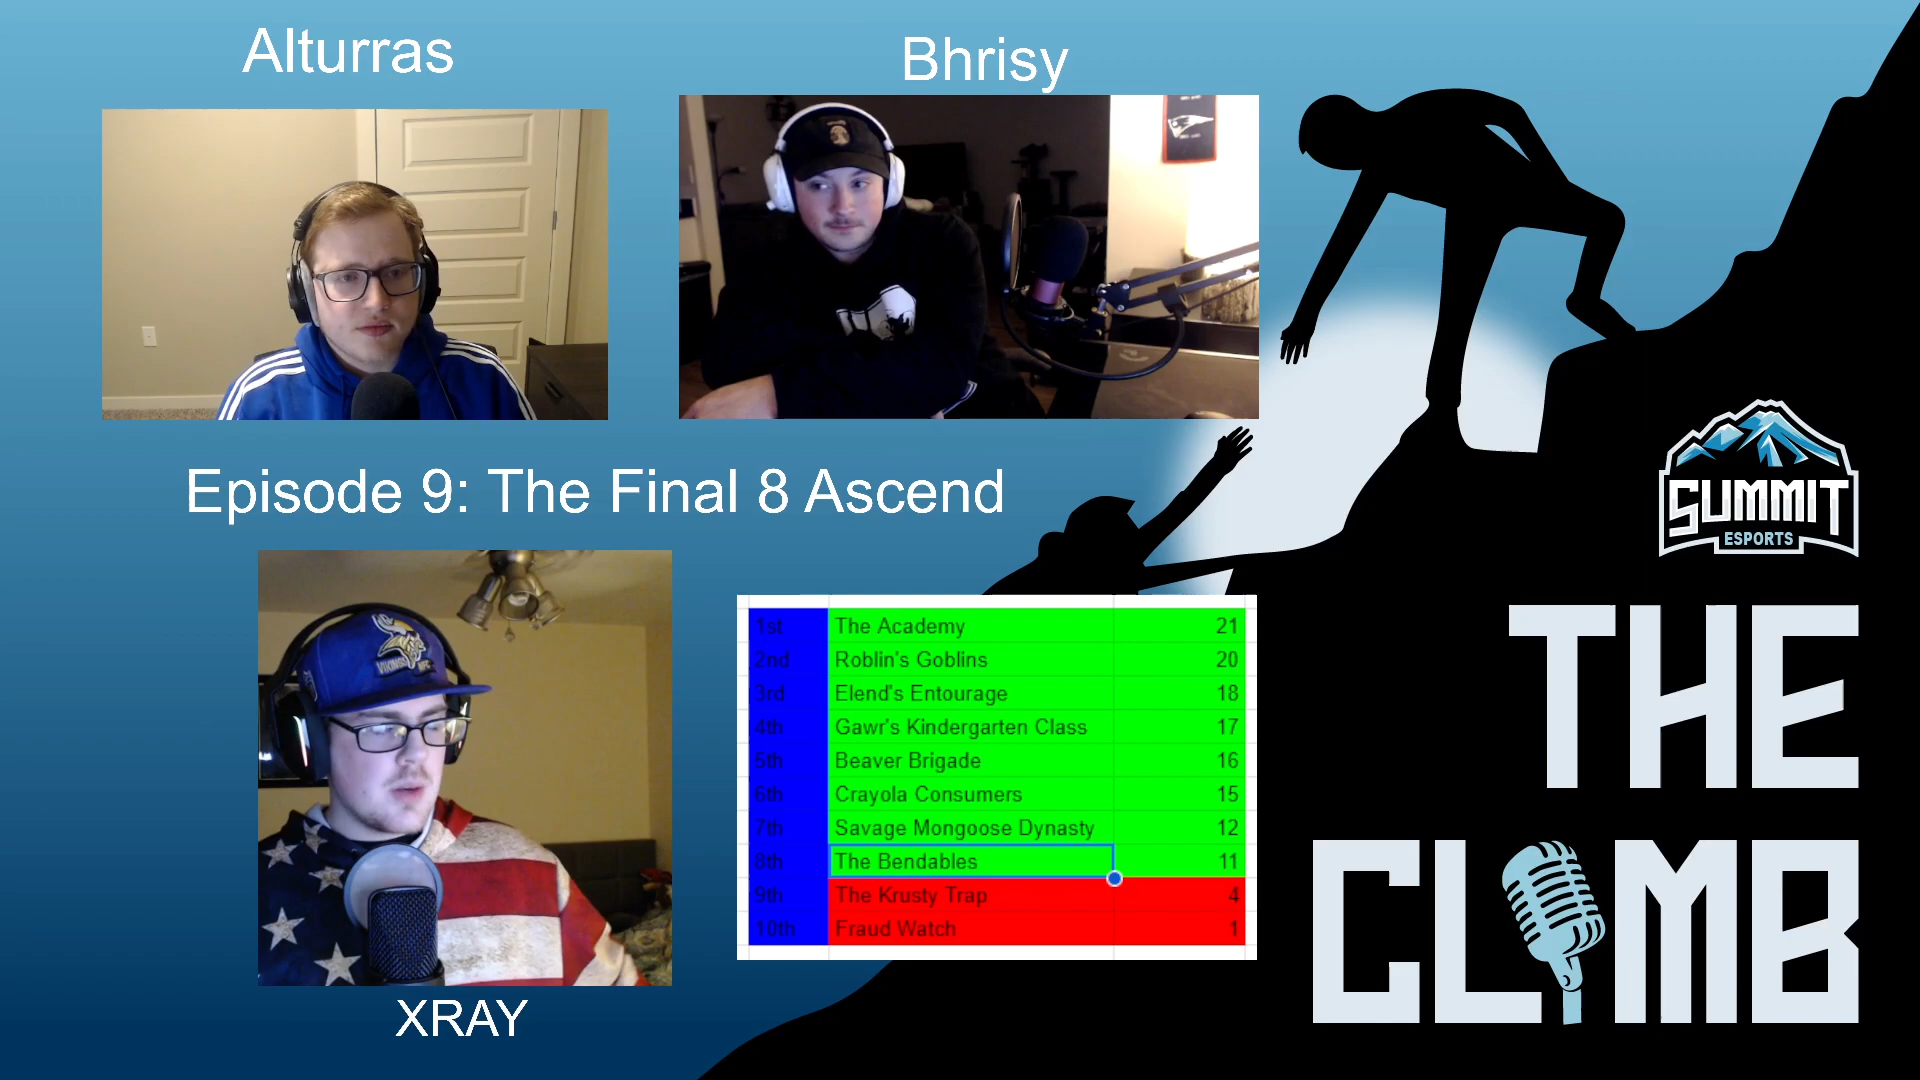 Alturras
Bhrisy
Episode 9: The Final 8 Ascend
VIKINGS NFC
XRAY
1st The Academy 21
2nd Roblin's Goblins 20
3rd Elend's Entourage 18
4th Gawr's Kindergarten Class 17
5th Beaver Brigade 16
6th Crayola Consumers 15
7th Savage Mongoose Dynasty 12
8th The Bendables 11
9th The Krusty Trap 4
10th Fraud Watch 1
SUMMIT
ESPORTS
THE
CLIMB